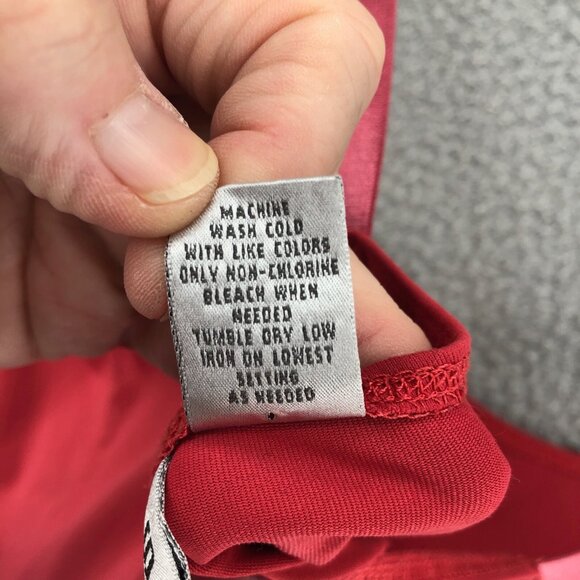 MACHINE
WASH COLD
WITH LIKE COLORS
ONLY NON-CHLORINE
BLEACH WHEN
NEEDED
TUMBLE DRY LOW
IRON ON LOWEST
SETTING
AS NEEDED